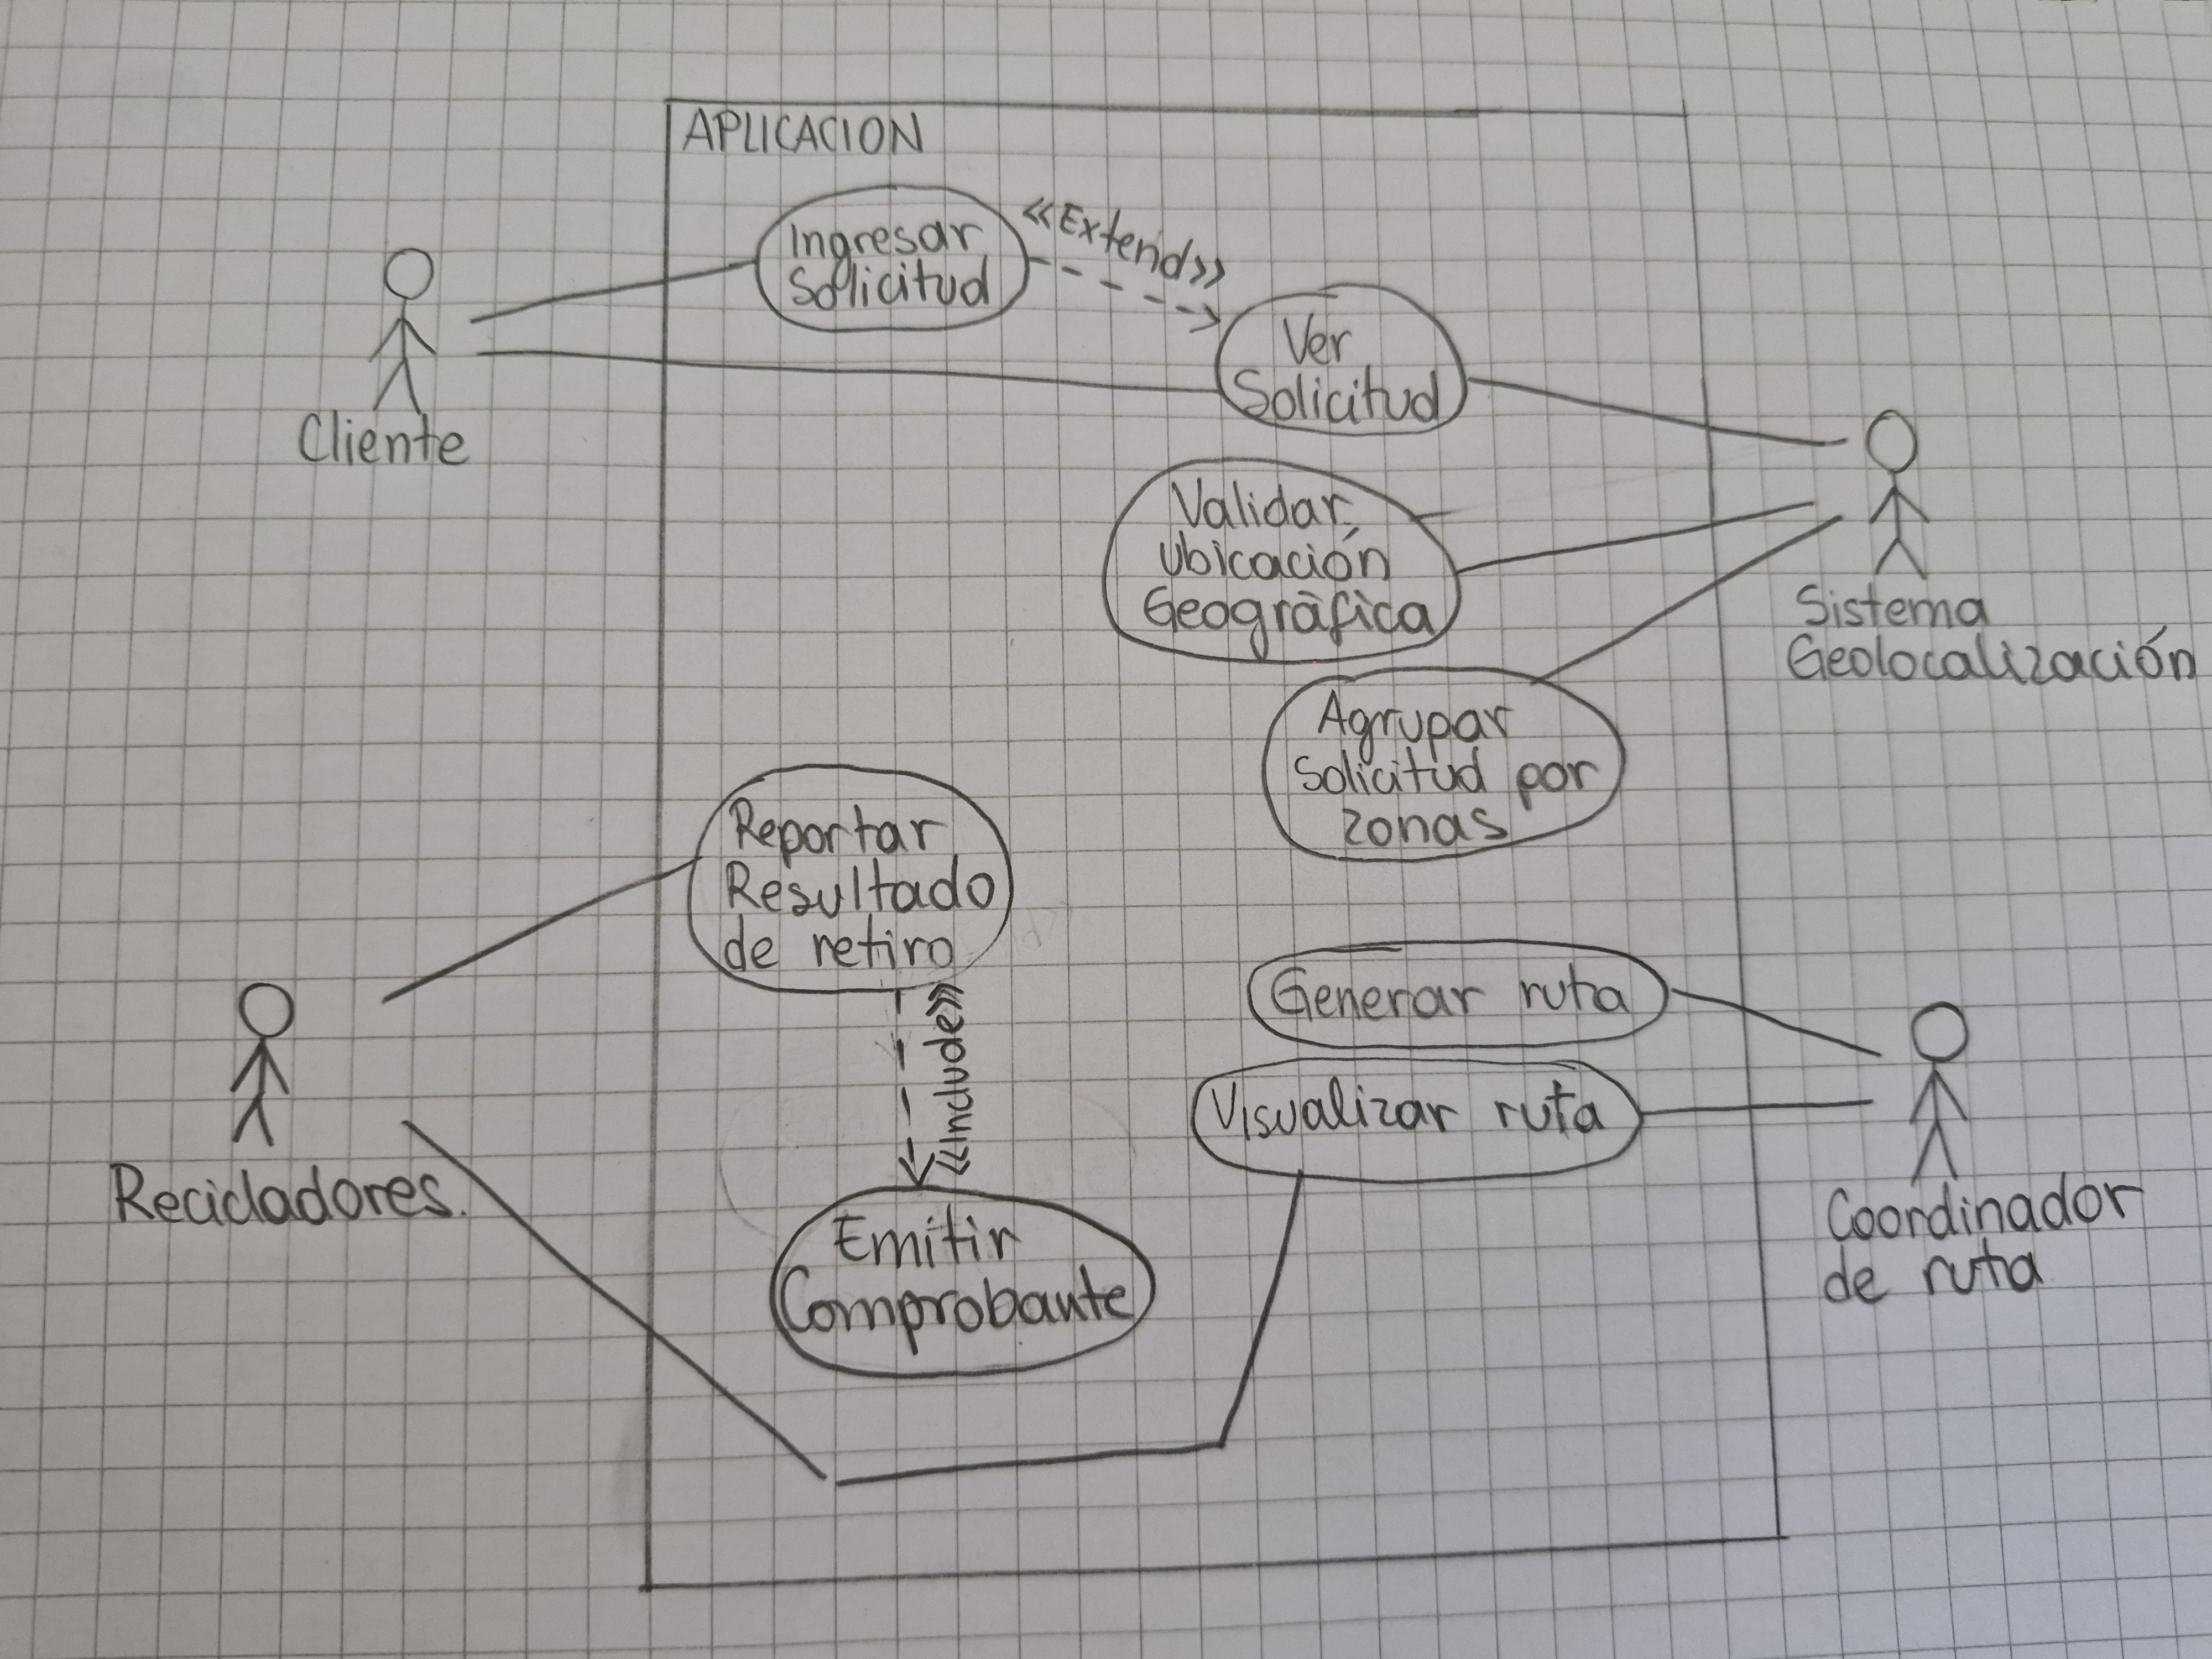 APLICACION
Ingresar
Solicitud
<<Extend>>
Ver
Solicitud
Cliente
Validar
Ubicación
Geográfica
Sistema
Geolocalización
Agrupar
Solicitud por
zonas
Reportar
Resultado
de retiro
<<Include>>
Generar ruta
Visualizar ruta
Recicladores.
Emitir
Comprobante
Coordinador
de ruta